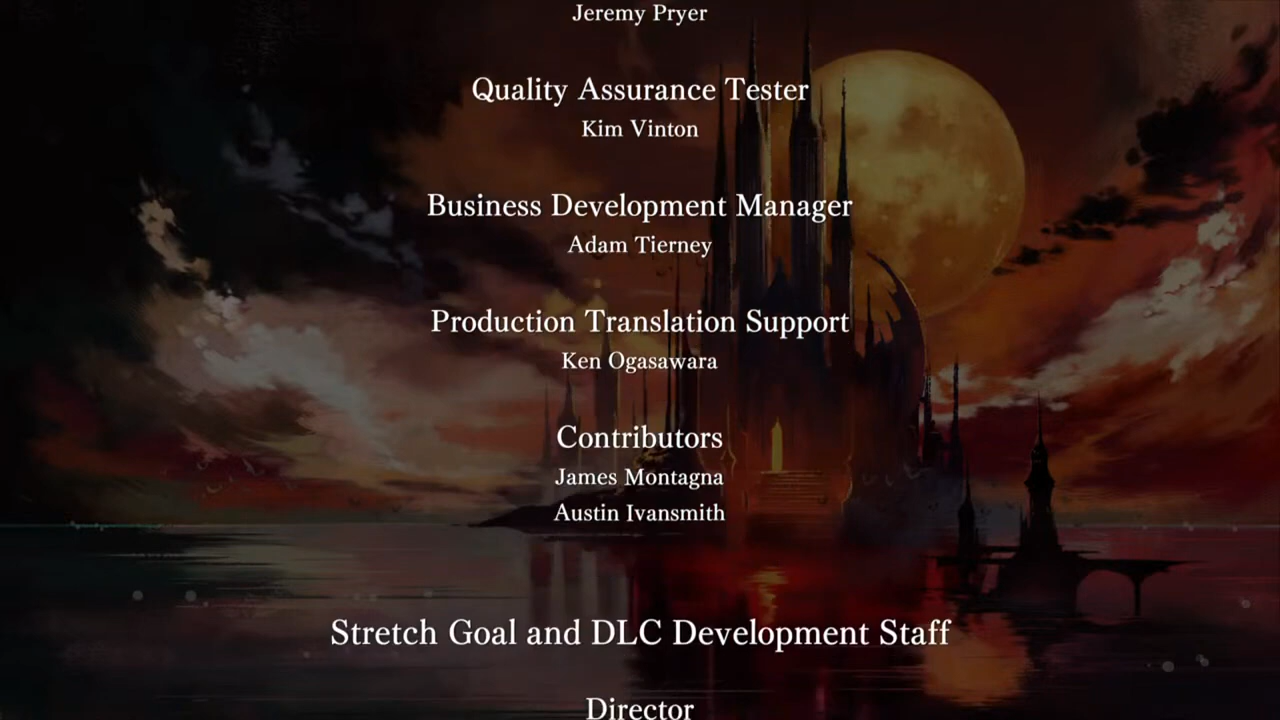 Jeremy Pryer
Quality Assurance Tester
Kim Vinton
Business Development Manager
Adam Tierney
Production Translation Support
Ken Ogasawara
Contributors
James Montagna
Austin Ivansmith
Stretch Goal and DLC Development Staff
Director